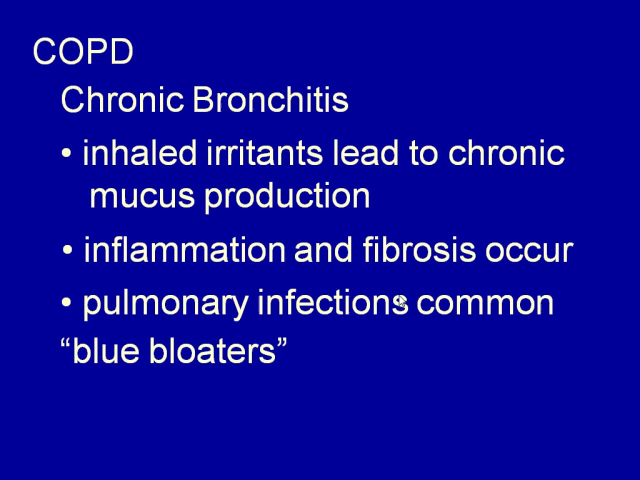 COPD
Chronic Bronchitis
• inhaled irritants lead to chronic
mucus production
• inflammation and fibrosis occur
• pulmonary infections common
“blue bloaters”